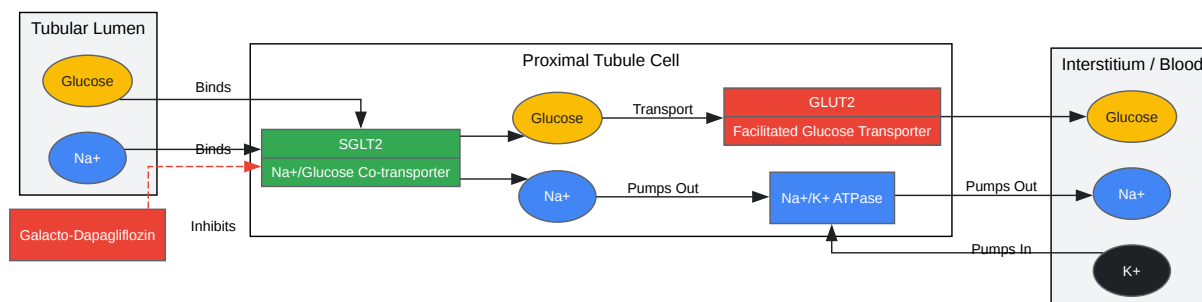 Tubular Lumen
Glucose
Na+
Galacto-Dapagliflozin
Binds
Binds
Inhibits
Proximal Tubule Cell
SGLT2
Na+/Glucose Co-transporter
Glucose
Na+
Transport
Pumps Out
GLUT2
Facilitated Glucose Transporter
Na+/K+ ATPase
Pumps Out
Pumps In
Interstitium / Blood
Glucose
Na+
K+